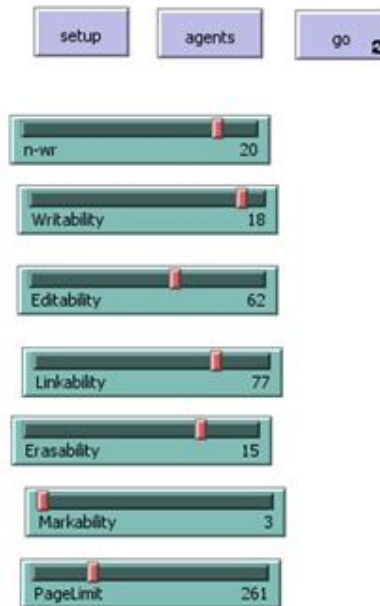 setup agents go
n-wr 20
Writability 18
Editability 62
Linkability 77
Erasability 15
Markability 3
PageLimit 261